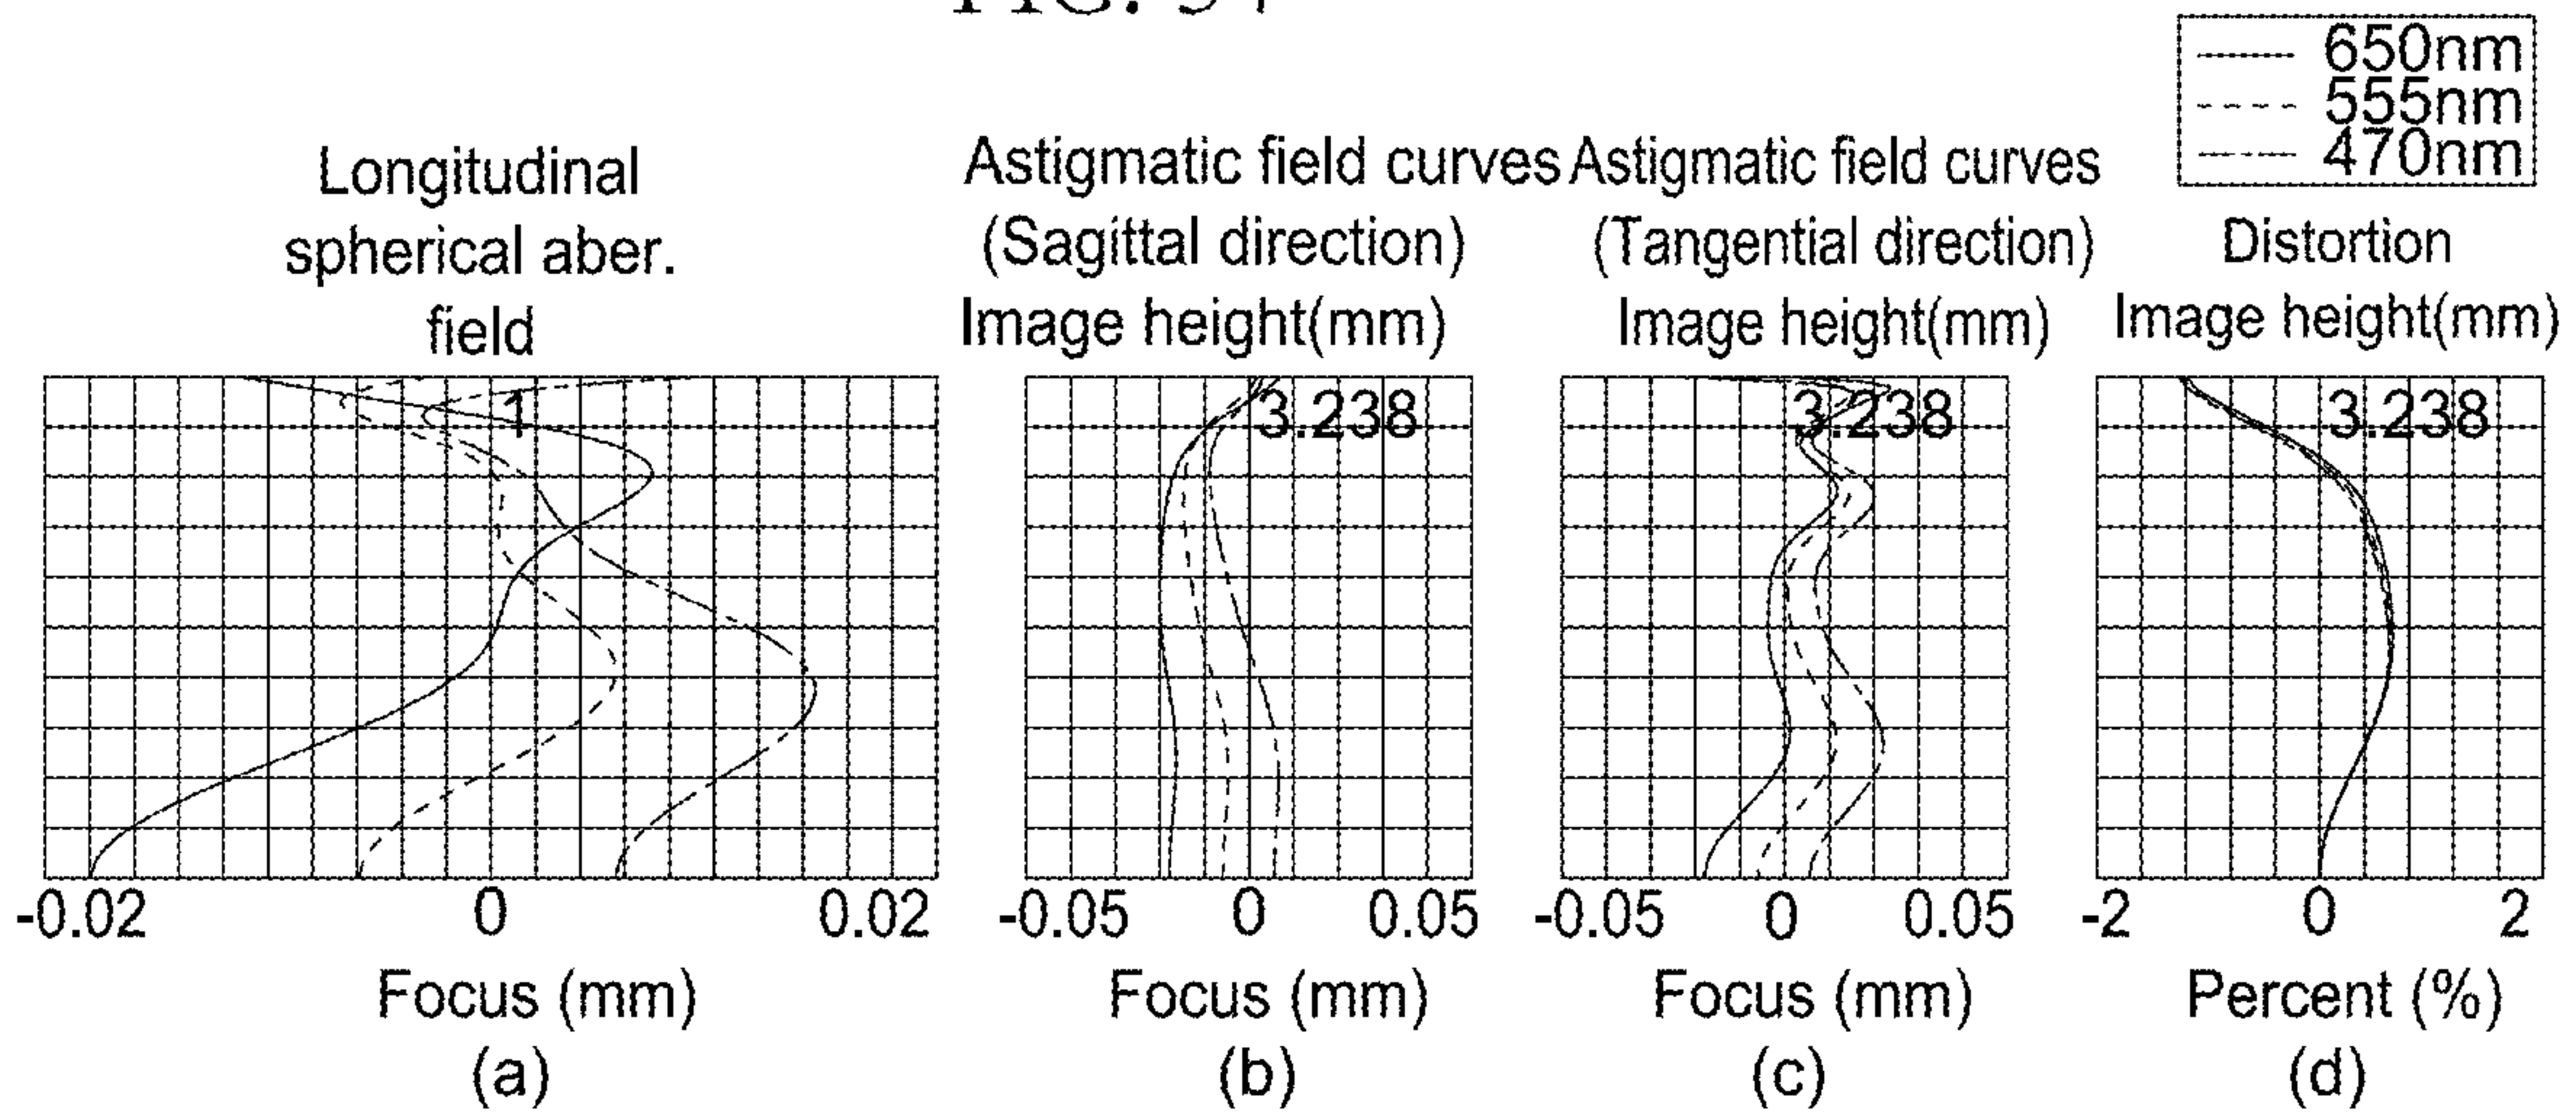 650nm
555nm
470nm
Longitudinal
spherical aber.
field
1
-0.02 0 0.02
Focus (mm)
(a)
Astigmatic field curves
(Sagittal direction)
Image height(mm)
3.238
-0.05 0 0.05
Focus (mm)
(b)
Astigmatic field curves
(Tangential direction)
Image height(mm)
3.238
-0.05 0 0.05
Focus (mm)
(c)
Distortion
Image height(mm)
3.238
-2 0 2
Percent (%)
(d)